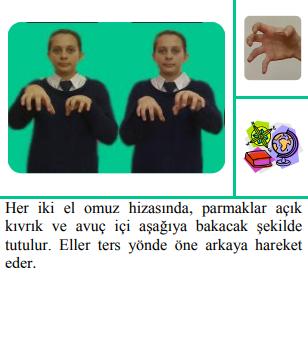 Her iki el omuz hizasında, parmaklar açık
kıvrık ve avuç içi aşağıya bakacak şekilde
tutulur. Eller ters yönde öne arkaya hareket
eder.